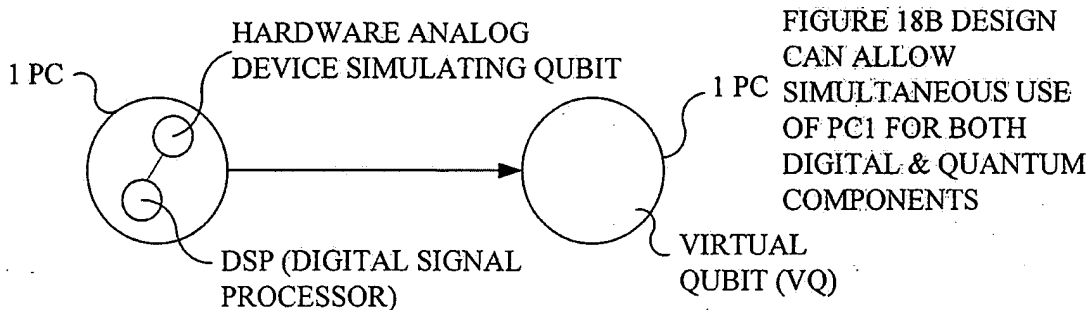 1 PC
HARDWARE ANALOG
DEVICE SIMULATING QUBIT
DSP (DIGITAL SIGNAL
PROCESSOR)
1 PC
VIRTUAL
QUBIT (VQ)
FIGURE 18B DESIGN
CAN ALLOW
SIMULTANEOUS USE
OF PC1 FOR BOTH
DIGITAL & QUANTUM
COMPONENTS